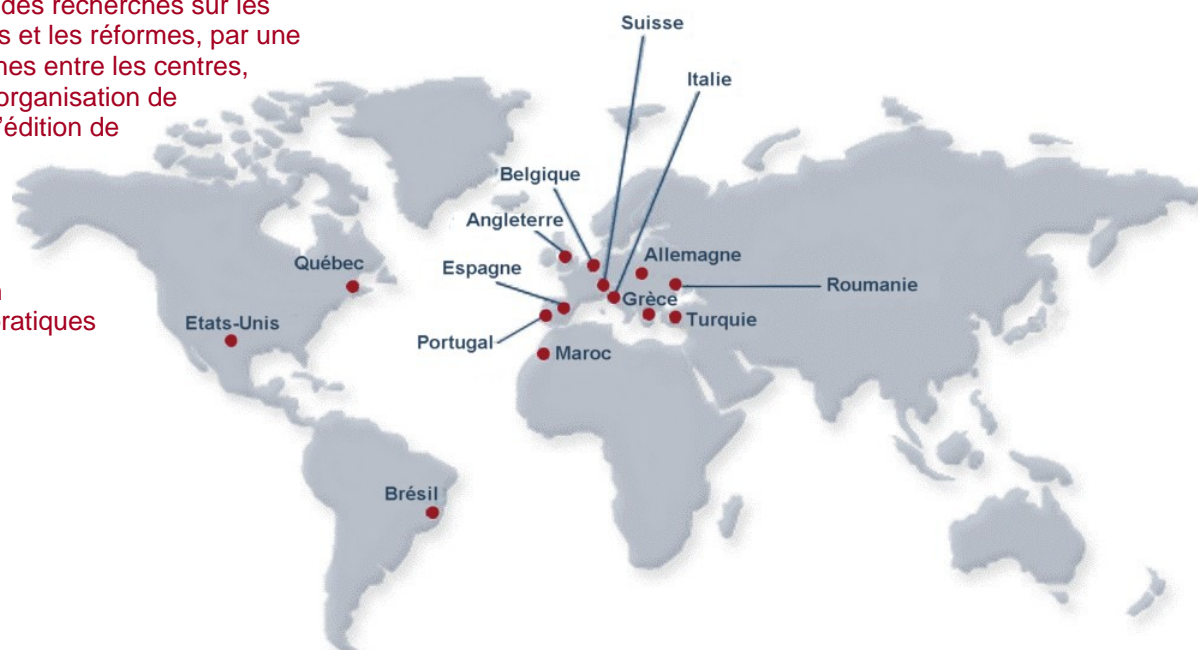 des recherches sur les
s et les réformes, par une
nes entre les centres,
organisation de
'édition de
n
pratiques
Suisse
Italie
Belgique
Angleterre
Espagne
Portugal
Allemagne
Roumanie
Grèce
Turquie
Maroc
Québec
Etats-Unis
Brésil